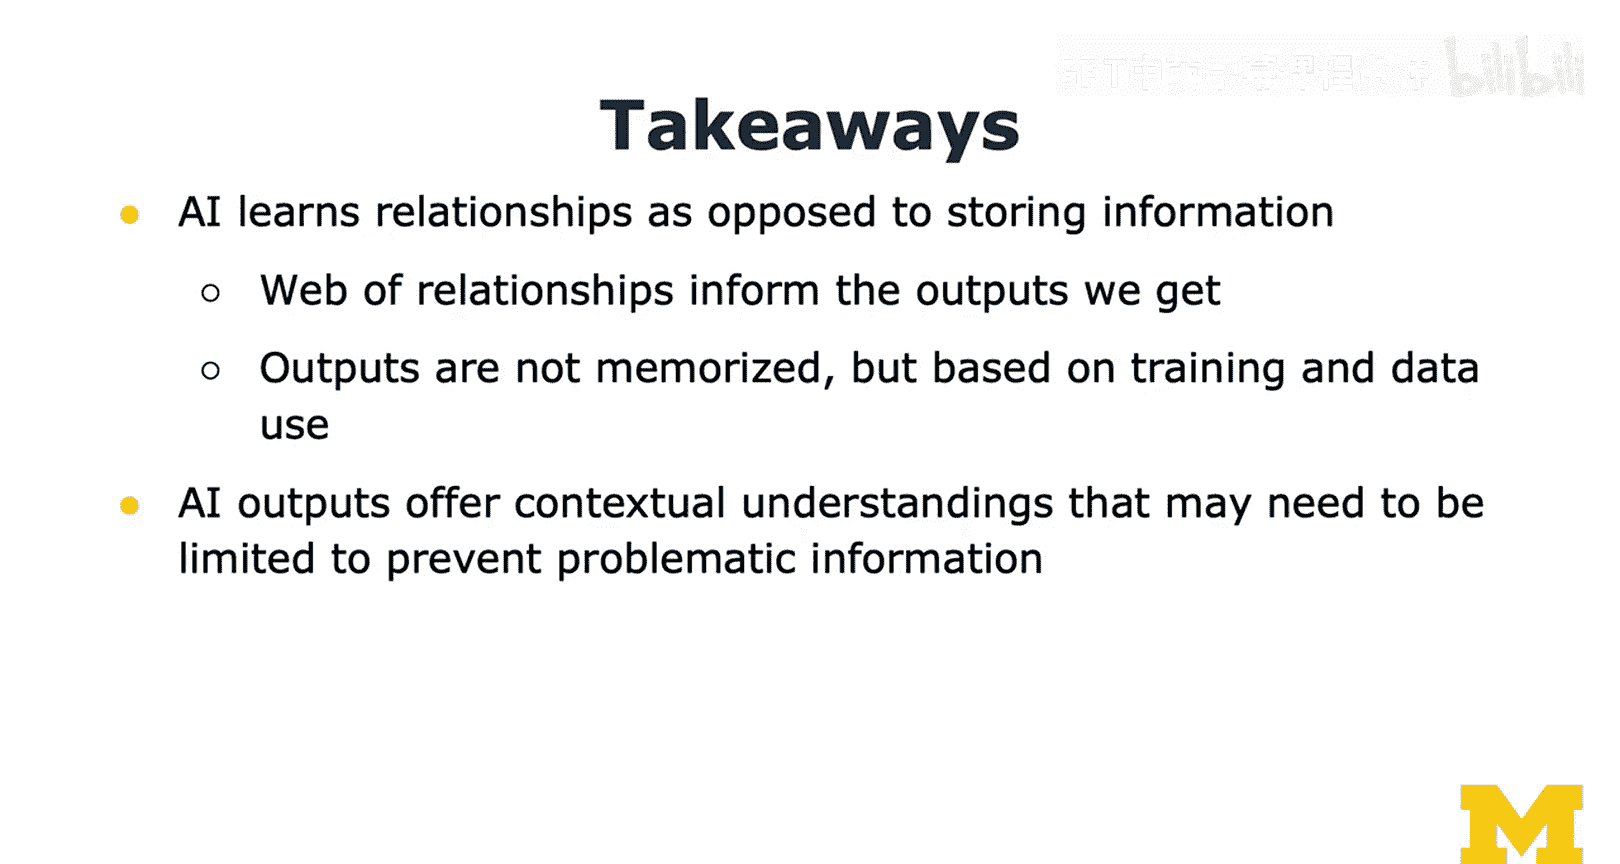 bilibili
Takeaways
AI learns relationships as opposed to storing information
Web of relationships inform the outputs we get
Outputs are not memorized, but based on training and data
use
AI outputs offer contextual understandings that may need to be
limited to prevent problematic information
M